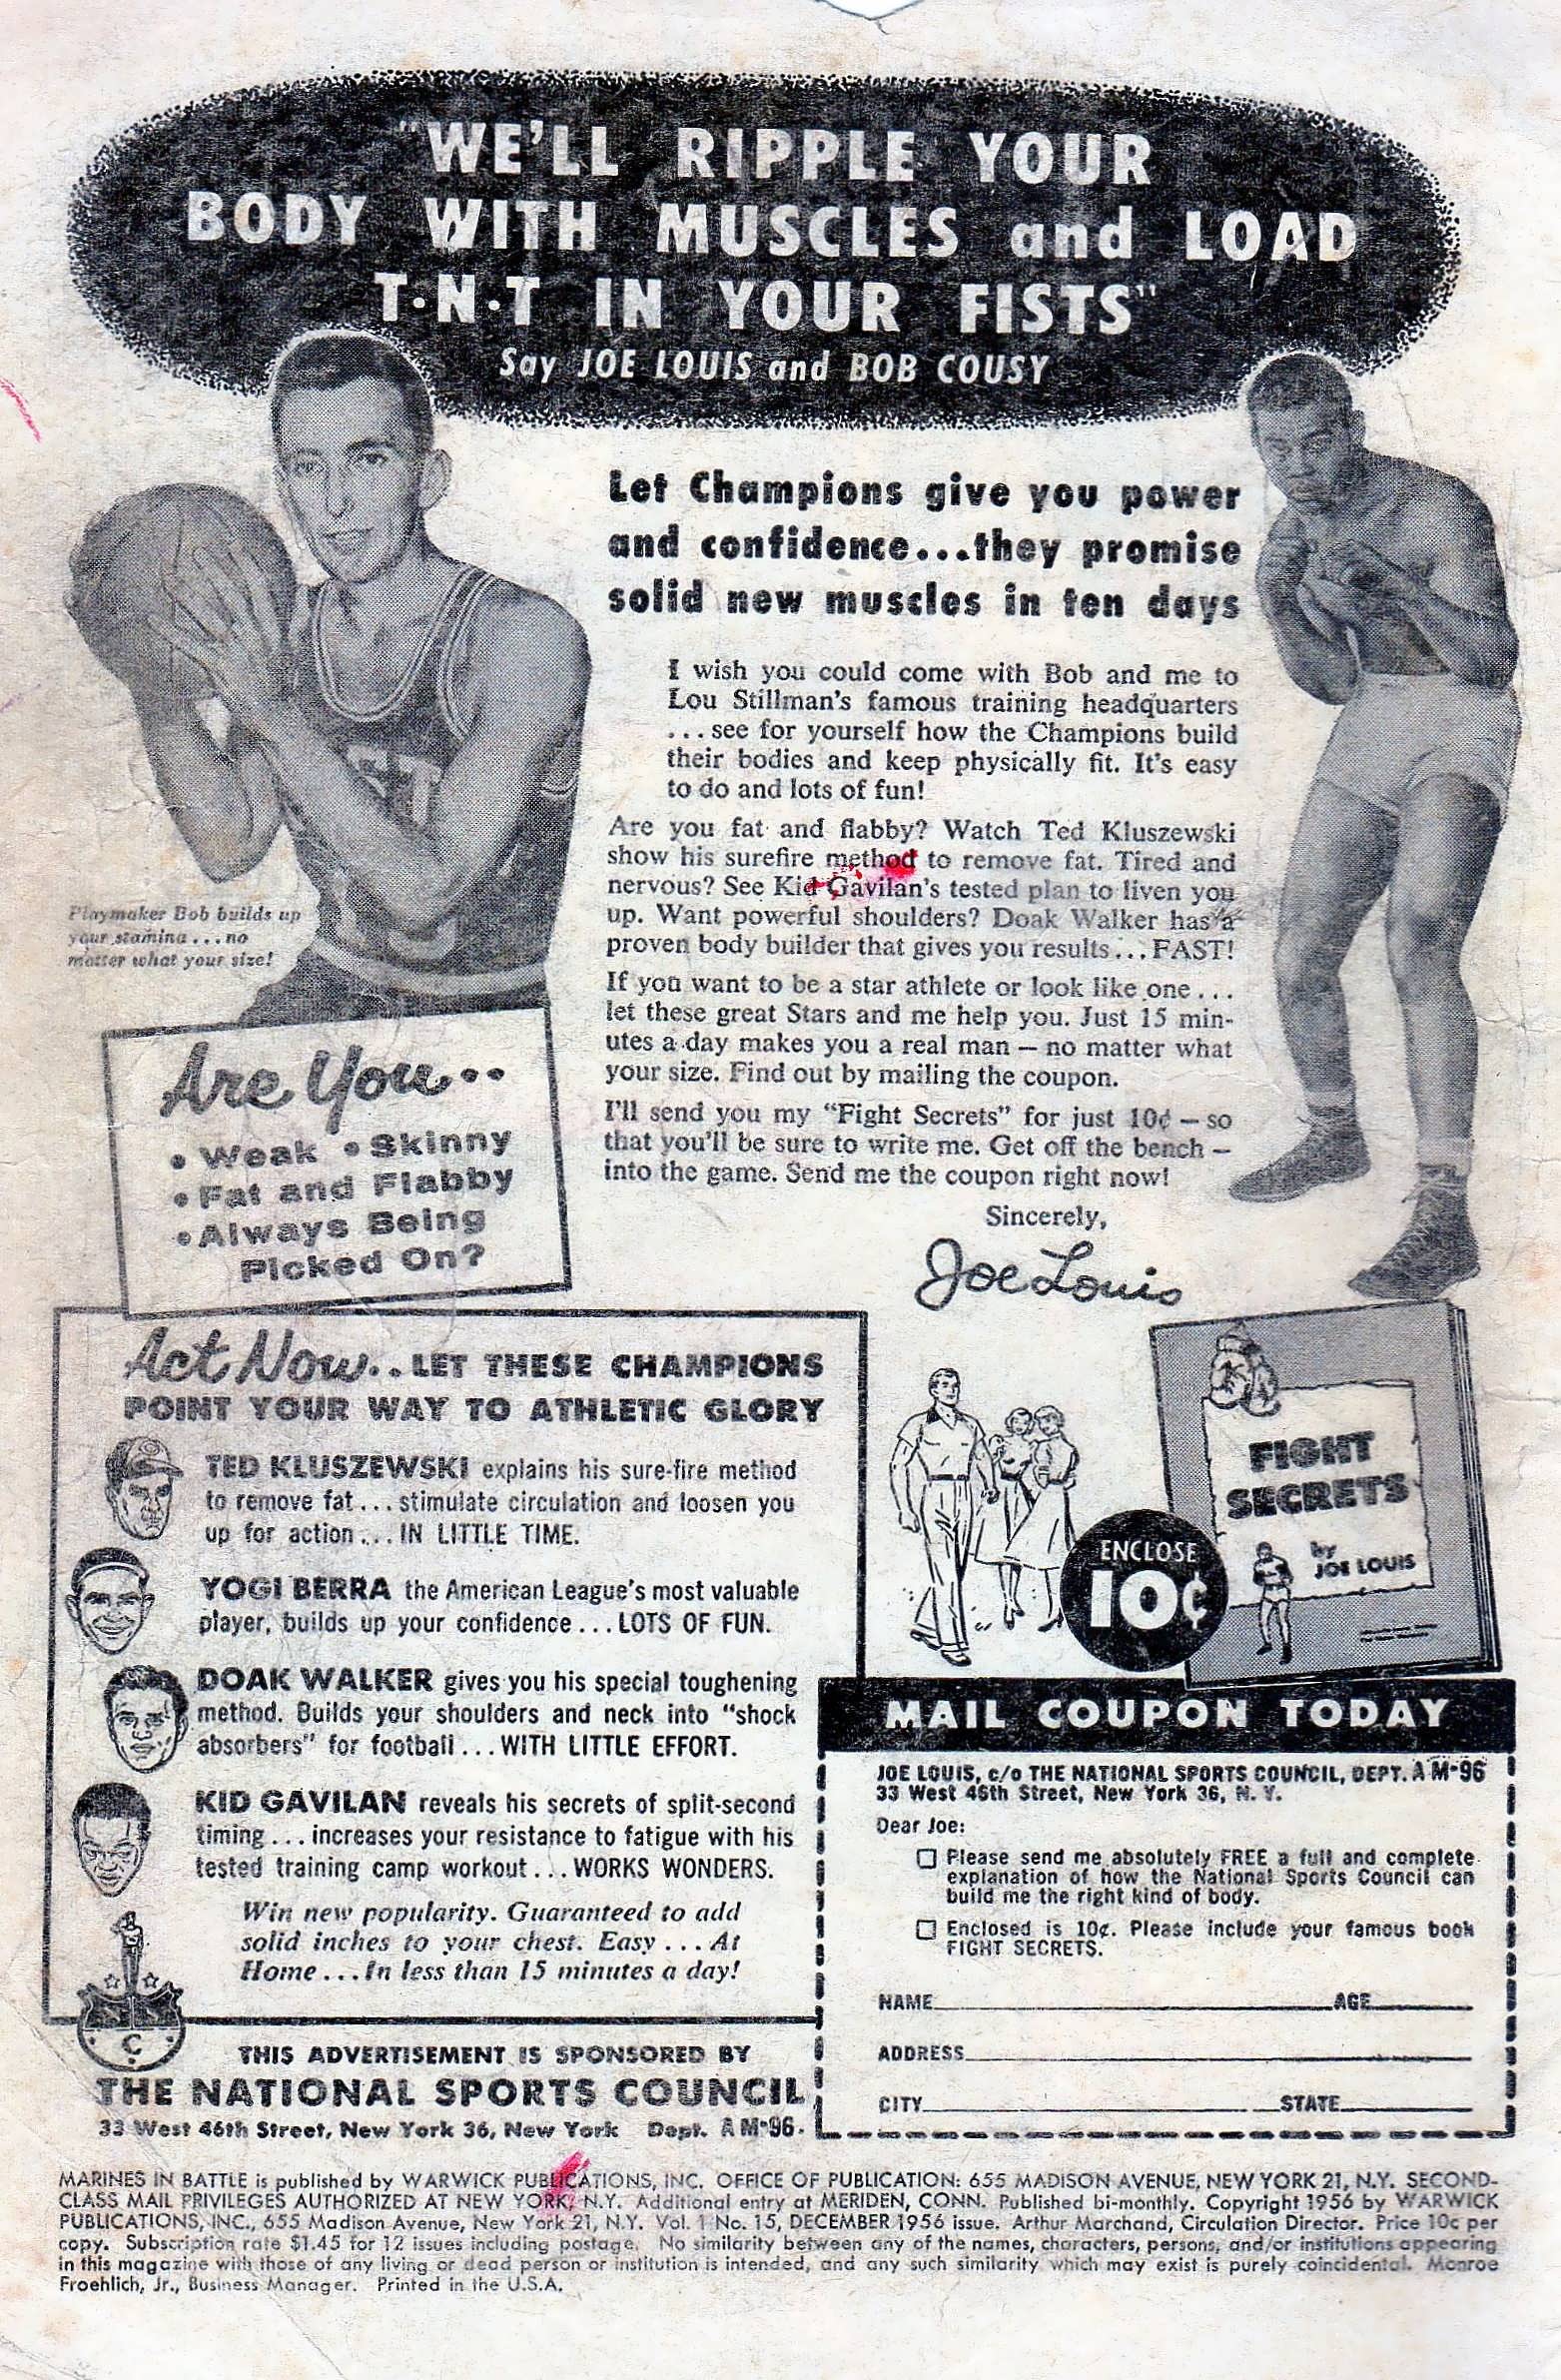 "WE'LL RIPPLE YOUR
BODY WITH MUSCLES and LOAD
T·N·T IN YOUR FISTS"
Say JOE LOUIS and BOB COUSY
Let Champions give you power
and confidence...they promise
solid new muscles in ten days
I wish you could come with Bob and me to
Lou Stillman's famous training headquarters
... see for yourself how the Champions build
their bodies and keep physically fit. It's easy
to do and lots of fun!
Are you fat and flabby? Watch Ted Kluszewski
show his surefire method to remove fat. Tired and
nervous? See Kid Gavilan's tested plan to liven you
up. Want powerful shoulders? Doak Walker has a
proven body builder that gives you results... FAST!
If you want to be a star athlete or look like one...
let these great Stars and me help you. Just 15 min-
utes a day makes you a real man — no matter what
your size. Find out by mailing the coupon.
I'll send you my "Fight Secrets" for just 10¢ — so
that you'll be sure to write me. Get off the bench —
into the game. Send me the coupon right now!
Sincerely,
Joe Louis
Playmaker Bob builds up
your stamina...no
matter what your size!
Are You..
• Weak • Skinny
• Fat and Flabby
• Always Being
Picked On?
Act Now.. LET THESE CHAMPIONS
POINT YOUR WAY TO ATHLETIC GLORY
TED KLUSZEWSKI explains his sure-fire method
to remove fat... stimulate circulation and loosen you
up for action... IN LITTLE TIME.
YOGI BERRA the American League's most valuable
player, builds up your confidence... LOTS OF FUN.
DOAK WALKER gives you his special toughening
method. Builds your shoulders and neck into "shock
absorbers" for football... WITH LITTLE EFFORT.
KID GAVILAN reveals his secrets of split-second
timing... increases your resistance to fatigue with his
tested training camp workout... WORKS WONDERS.
Win new popularity. Guaranteed to add
solid inches to your chest. Easy... At
Home... In less than 15 minutes a day!
C
THIS ADVERTISEMENT IS SPONSORED BY
THE NATIONAL SPORTS COUNCIL
33 West 46th Street, New York 36, New York Dept. AM-96.
FIGHT
SECRETS
by
JOE LOUIS
ENCLOSE
10¢
MAIL COUPON TODAY
JOE LOUIS, c/o THE NATIONAL SPORTS COUNCIL, DEPT. AM-96
33 West 46th Street, New York 36, N. Y.
Dear Joe:
Please send me absolutely FREE a full and complete
explanation of how the National Sports Council can
build me the right kind of body.
Enclosed is 10¢. Please include your famous book
FIGHT SECRETS.
NAME AGE
ADDRESS
CITY STATE
MARINES IN BATTLE is published by WARWICK PUBLICATIONS, INC. OFFICE OF PUBLICATION: 655 MADISON AVENUE, NEW YORK 21, N.Y. SECOND-
CLASS MAIL PRIVILEGES AUTHORIZED AT NEW YORK, N.Y. Additional entry at MERIDEN, CONN. Published bi-monthly. Copyright 1956 by WARWICK
PUBLICATIONS, INC., 655 Madison Avenue, New York 21, N.Y. Vol. 1 No. 15, DECEMBER 1956 issue. Arthur Marchand, Circulation Director. Price 10c per
copy. Subscription rate $1.45 for 12 issues including postage. No similarity between any of the names, characters, persons, and/or institutions appearing
in this magazine with those of any living or dead person or institution is intended, and any such similarity which may exist is purely coincidental. Monroe
Froehlich, Jr., Business Manager. Printed in the U.S.A.